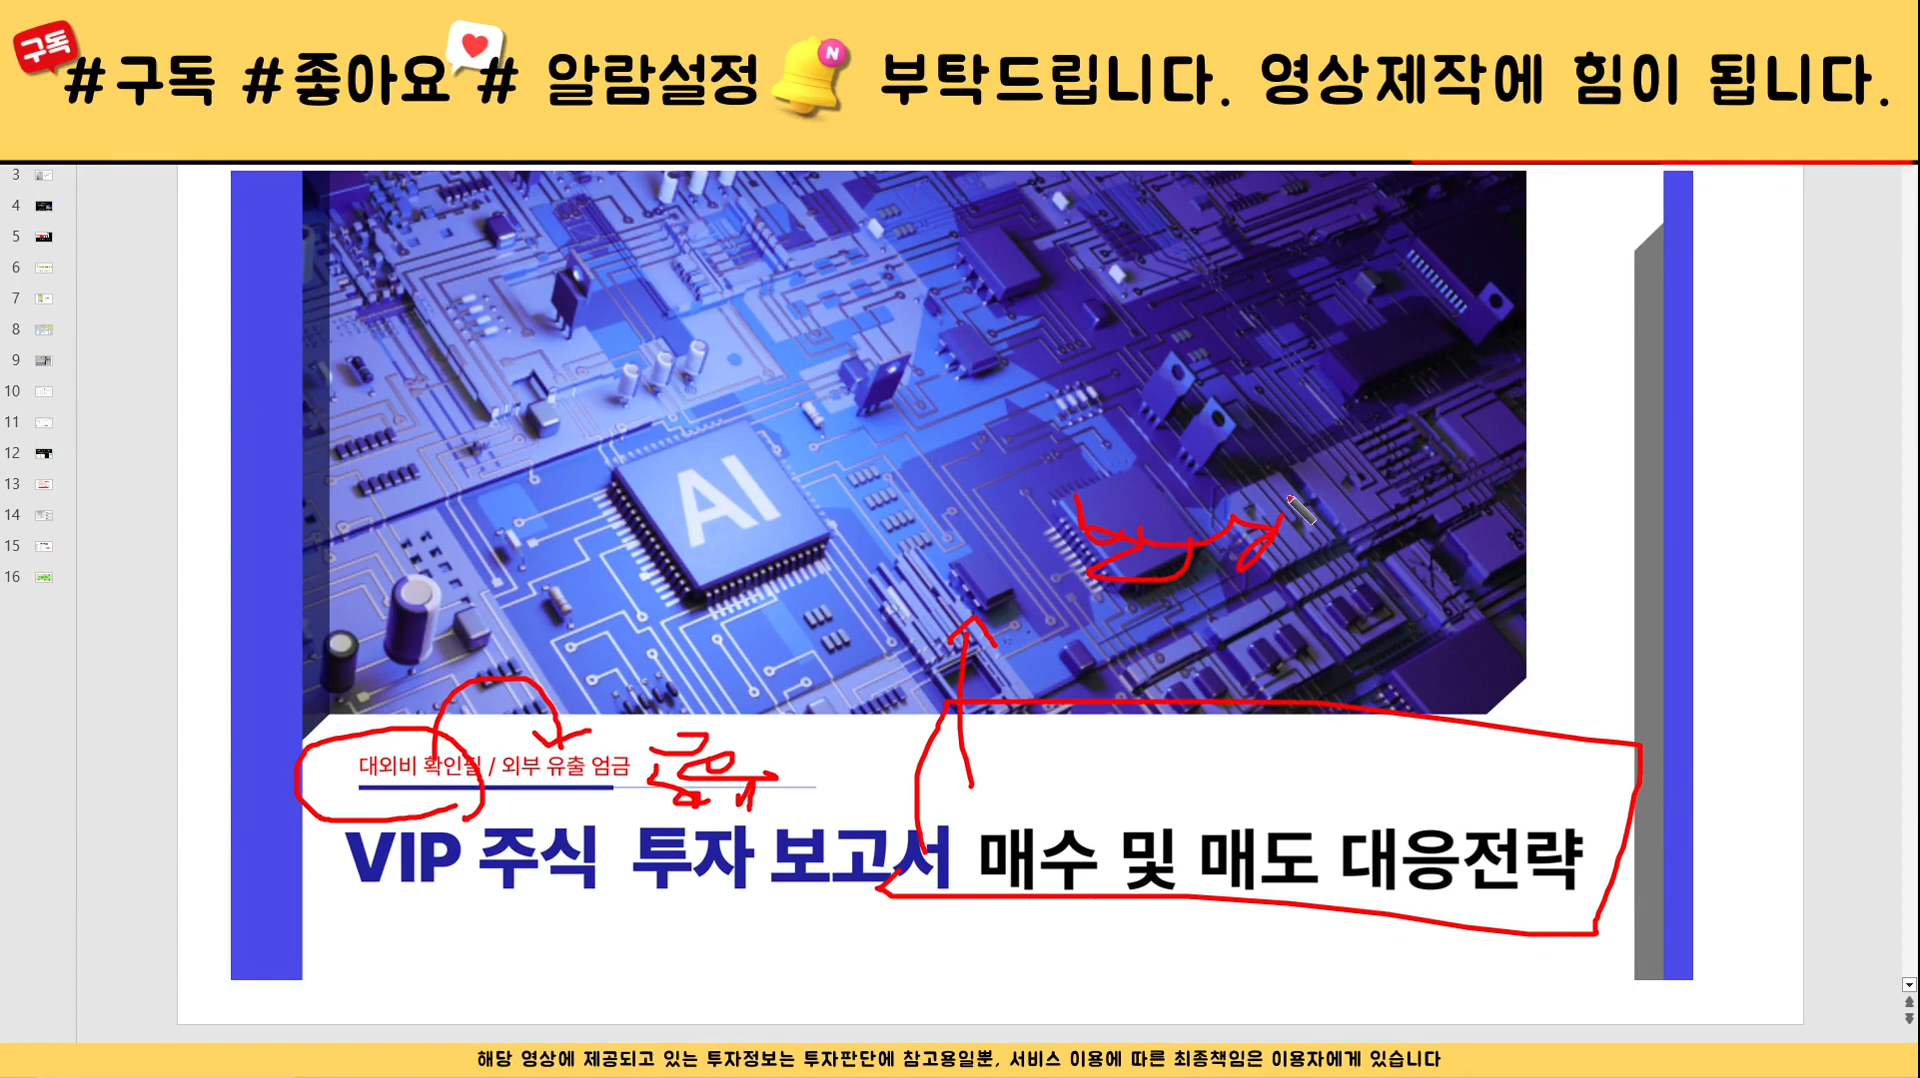 구독
#구독 #좋아요 # 알람설정 N 부탁드립니다. 영상제작에 힘이 됩니다.
3
4
5
6
7
8
9
10
11
12
13
14
15
16
AI
대외비 확인필 / 외부 유출 엄금
VIP 주식 투자 보고서 매수 및 매도 대응전략
해당 영상에 제공되고 있는 투자정보는 투자판단에 참고용일뿐, 서비스 이용에 따른 최종책임은 이용자에게 있습니다